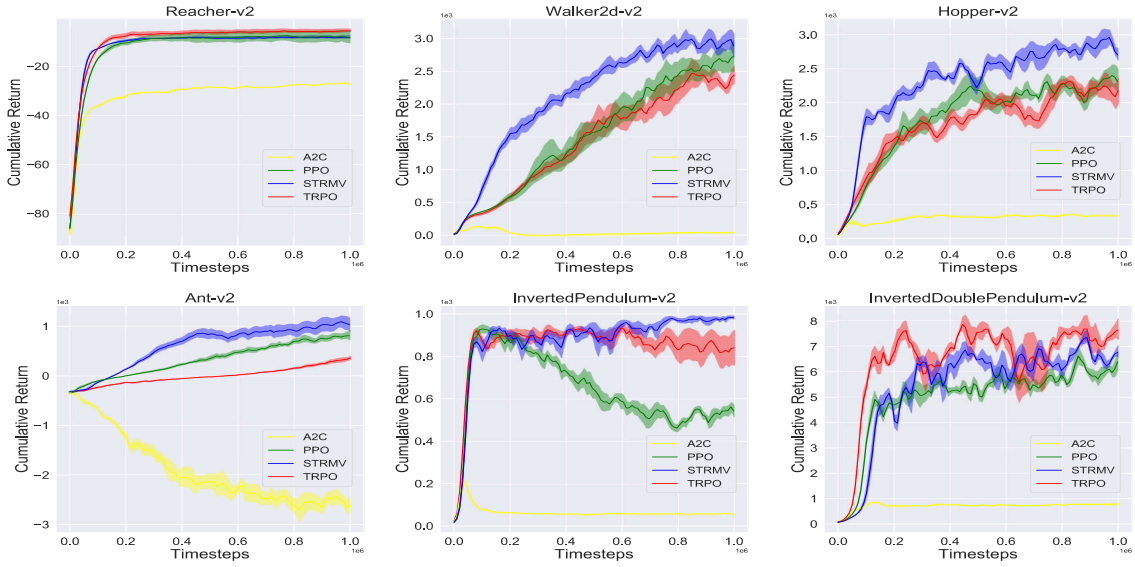 Reacher-v2
Cumulative Return
−20
−40
−60
−80
A2C
PPO
STRMV
TRPO
0.0 0.2 0.4 0.6 0.8 1.0
Timesteps
1e6
Walker2d-v2
1e3
Cumulative Return
3.0
2.5
2.0
1.5
1.0
0.5
0.0
A2C
PPO
STRMV
TRPO
0.0 0.2 0.4 0.6 0.8 1.0
Timesteps
1e6
Hopper-v2
1e3
Cumulative Return
3.0
2.5
2.0
1.5
1.0
0.5
0.0
A2C
PPO
STRMV
TRPO
0.0 0.2 0.4 0.6 0.8 1.0
Timesteps
1e6
Ant-v2
1e3
Cumulative Return
1
0
−1
−2
−3
A2C
PPO
STRMV
TRPO
0.0 0.2 0.4 0.6 0.8 1.0
Timesteps
1e6
InvertedPendulum-v2
1e3
Cumulative Return
1.0
0.8
0.6
0.4
0.2
0.0
A2C
PPO
STRMV
TRPO
0.0 0.2 0.4 0.6 0.8 1.0
Timesteps
1e6
InvertedDoublePendulum-v2
1e3
Cumulative Return
8
7
6
5
4
3
2
1
0
A2C
PPO
STRMV
TRPO
0.0 0.2 0.4 0.6 0.8 1.0
Timesteps
1e6